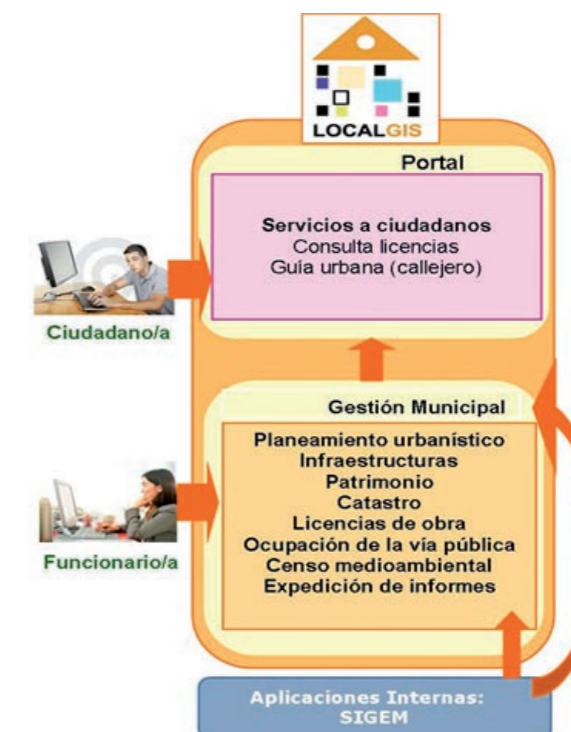 LOCALGIS
Portal
Servicios a ciudadanos
Consulta licencias
Guía urbana (callejero)
Ciudadano/a
Gestión Municipal
Planeamiento urbanístico
Infraestructuras
Patrimonio
Catastro
Licencias de obra
Ocupación de la vía pública
Censo medioambiental
Expedición de informes
Funcionario/a
Aplicaciones Internas:
SIGEM